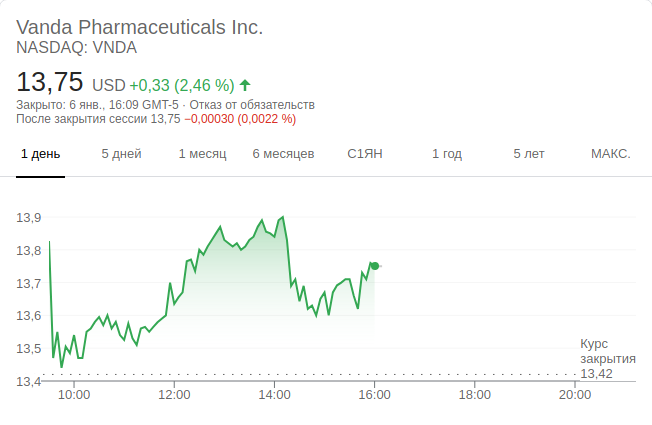 Vanda Pharmaceuticals Inc.
NASDAQ: VNDA
13,75 USD +0,33 (2,46 %)
Закрыто: 6 янв., 16:09 GMT-5 · Отказ от обязательств
После закрытия сессии 13,75 −0,00030 (0,0022 %)
1 день 5 дней 1 месяц 6 месяцев С1ЯН 1 год 5 лет МАКС.
13,9
13,8
13,7
13,6
13,5
13,4
Курс
закрытия
13,42
10:00 12:00 14:00 16:00 18:00 20:00